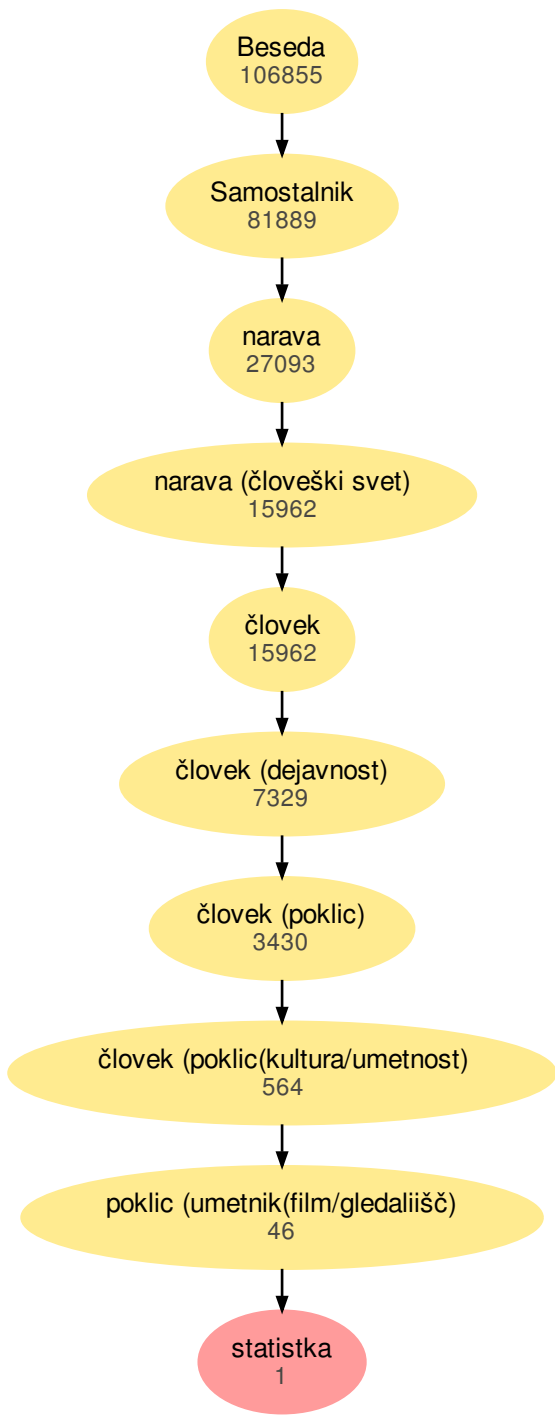 Beseda
106855
Samostalnik
81889
narava
27093
narava (človeški svet)
15962
človek
15962
človek (dejavnost)
7329
človek (poklic)
3430
človek (poklic(kultura/umetnost)
564
poklic (umetnik(film/gledaliišč)
46
statistka
1